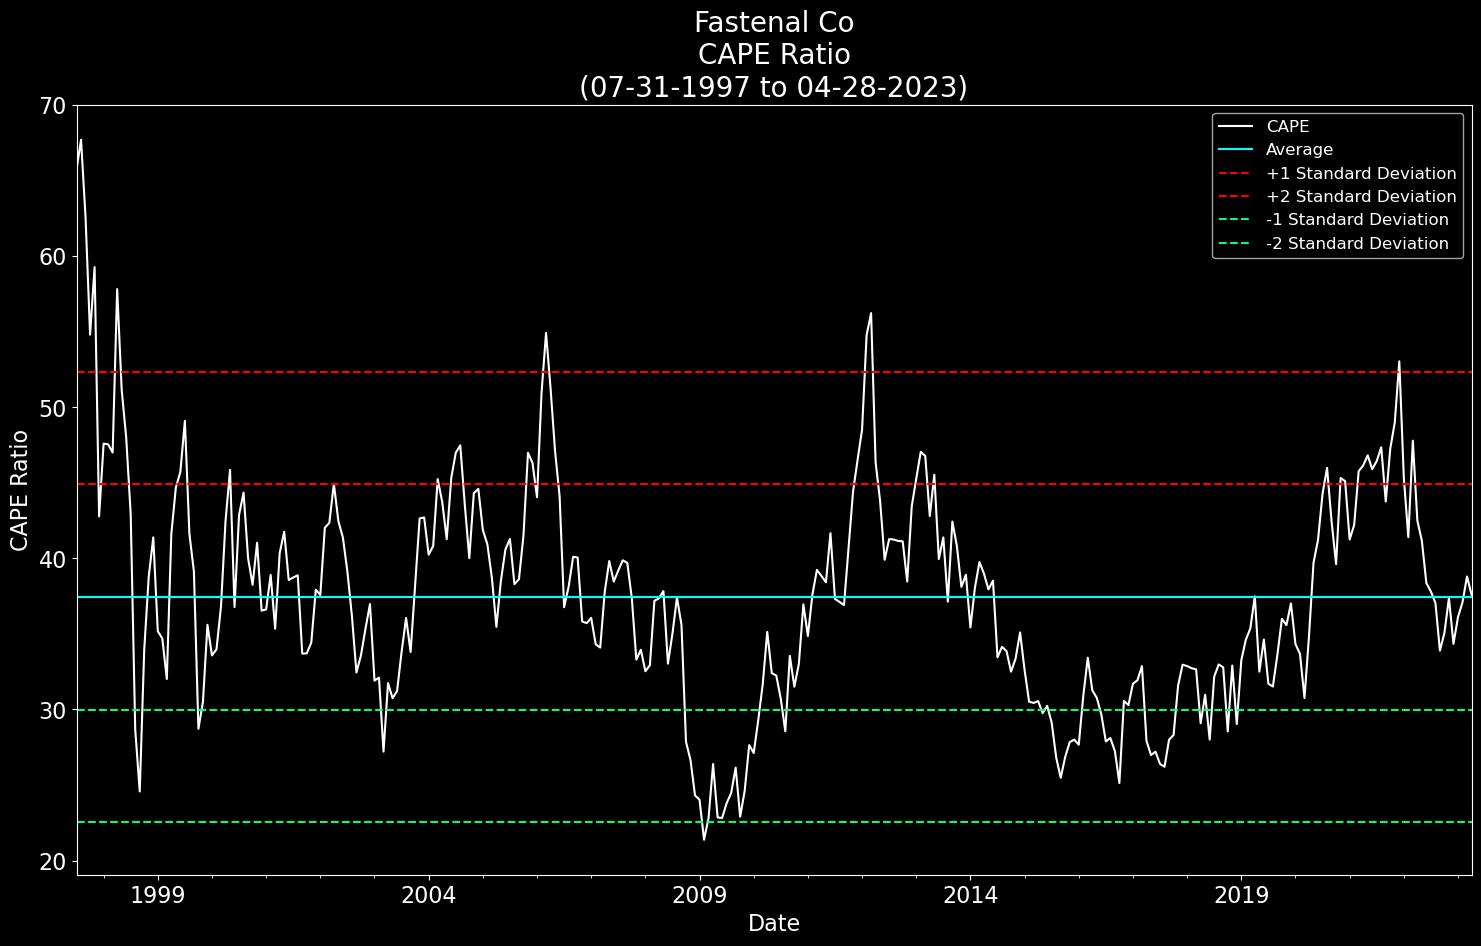 Fastenal Co
CAPE Ratio
(07-31-1997 to 04-28-2023)
CAPE
Average
+1 Standard Deviation
+2 Standard Deviation
-1 Standard Deviation
-2 Standard Deviation
CAPE Ratio
70
60
50
40
30
20
1999
2004
2009
2014
2019
Date